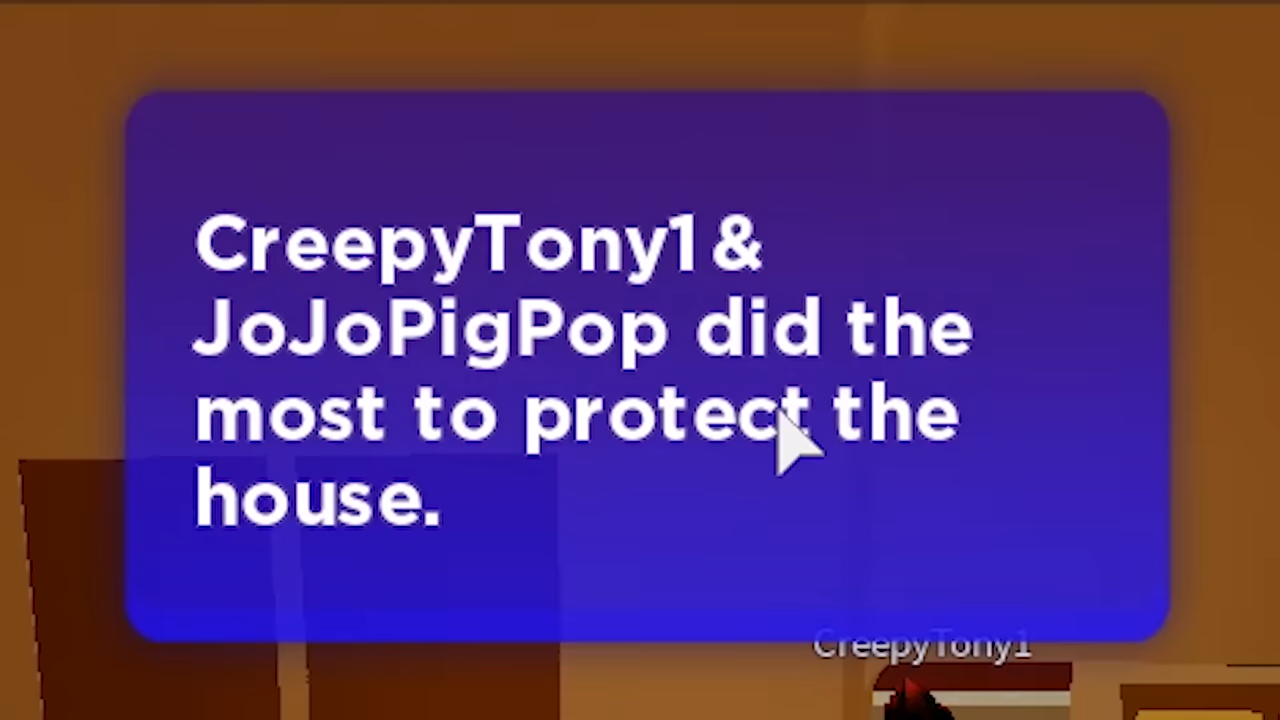 CreepyTony1 &
JoJoPigPop did the
most to protect the
house.
CreepyTony1